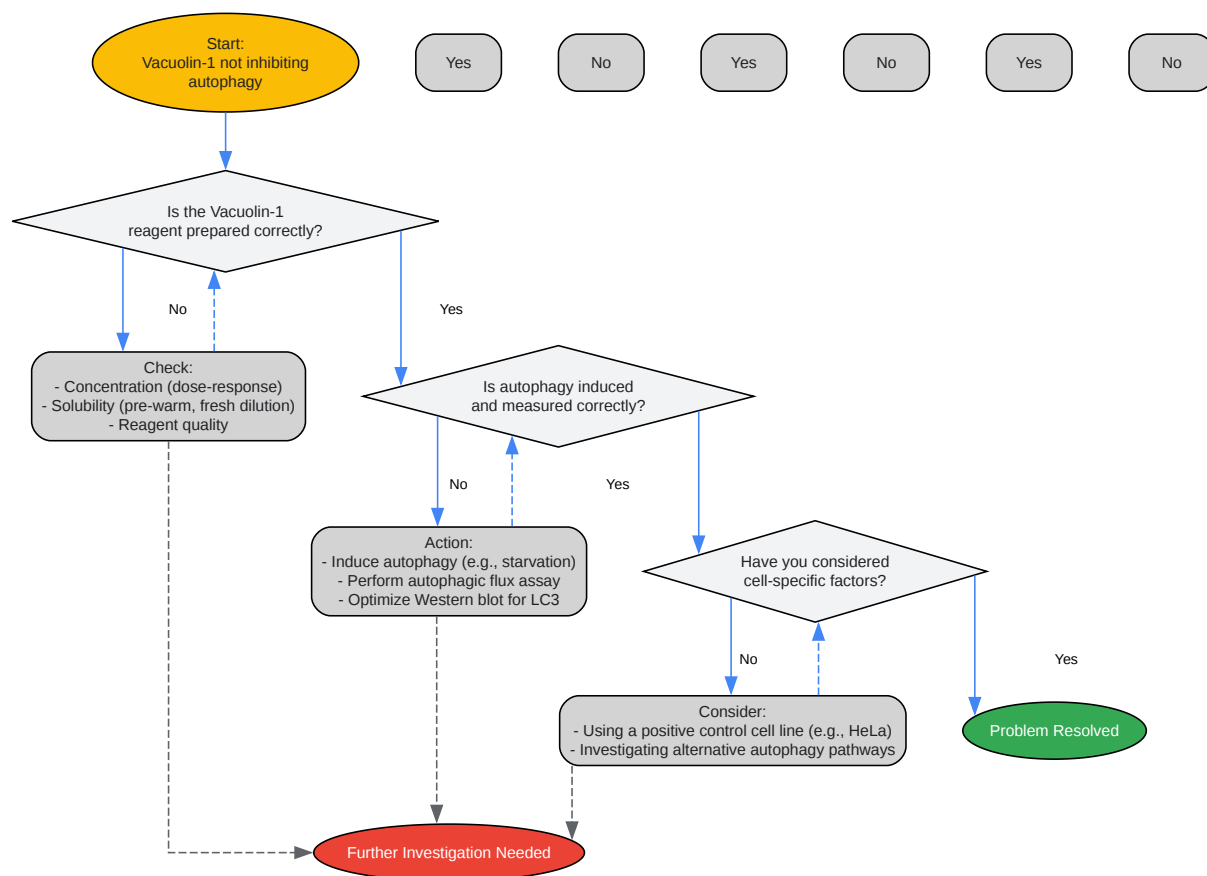 Start:
Vacuolin-1 not inhibiting
autophagy
Yes
No
Yes
No
Yes
No
Is the Vacuolin-1
reagent prepared correctly?
No
Yes
Check:
- Concentration (dose-response)
- Solubility (pre-warm, fresh dilution)
- Reagent quality
Is autophagy induced
and measured correctly?
No
Yes
Action:
- Induce autophagy (e.g., starvation)
- Perform autophagic flux assay
- Optimize Western blot for LC3
Have you considered
cell-specific factors?
No
Yes
Consider:
- Using a positive control cell line (e.g., HeLa)
- Investigating alternative autophagy pathways
Problem Resolved
Further Investigation Needed